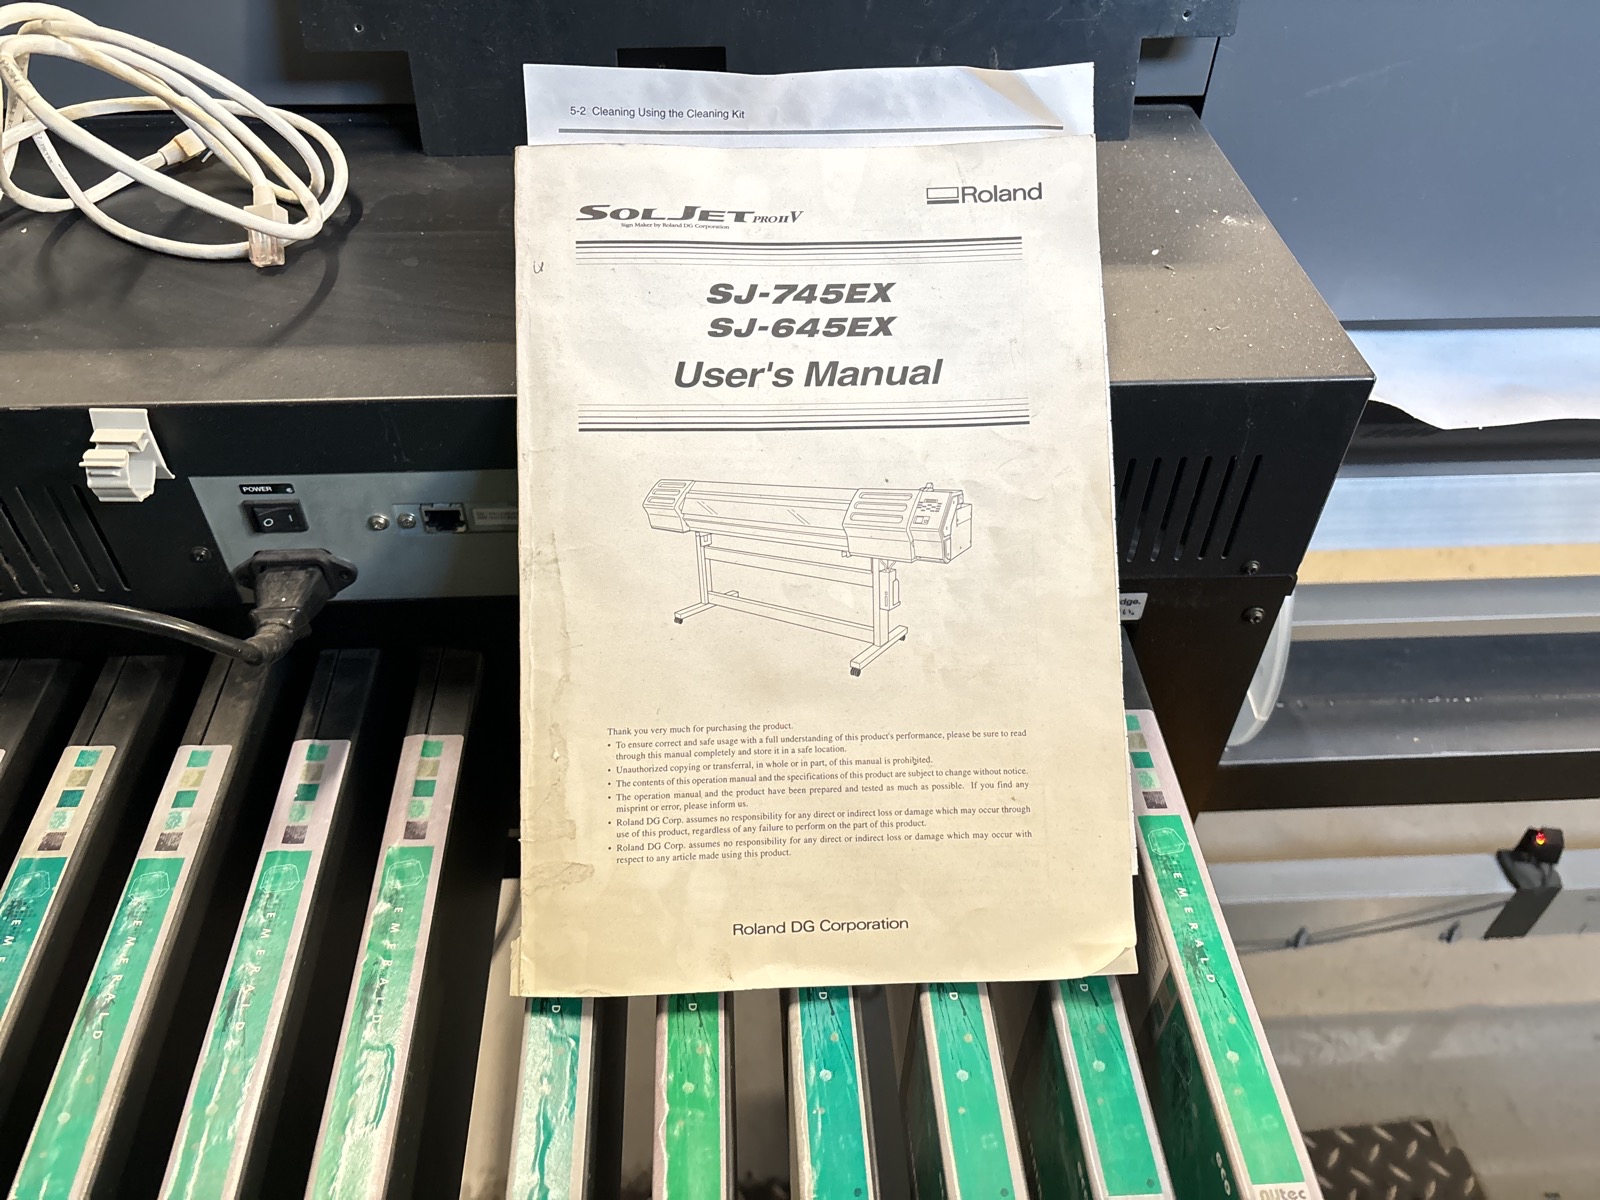 5-2 Cleaning Using the Cleaning Kit
Roland
SOLJET PROII V
Sign Maker by Roland DG Corporation
SJ-745EX
SJ-645EX
User's Manual
POWER
Thank you very much for purchasing the product.
• To ensure correct and safe usage with a full understanding of this product's performance, please be sure to read
through this manual completely and store it in a safe location.
• Unauthorized copying or transferral, in whole or in part, of this manual is prohibited.
• The contents of this operation manual and the specifications of this product are subject to change without notice.
• The operation manual and the product have been prepared and tested as much as possible. If you find any
misprint or error, please inform us.
• Roland DG Corp. assumes no responsibility for any direct or indirect loss or damage which may occur through
use of this product, regardless of any failure to perform on the part of this product.
• Roland DG Corp. assumes no responsibility for any direct or indirect loss or damage which may occur with
respect to any article made using this product.
Roland DG Corporation
EME
EMERALD
EMERALD
EMERALD
D
D
D
D
D
EMERALD
eco
nutec